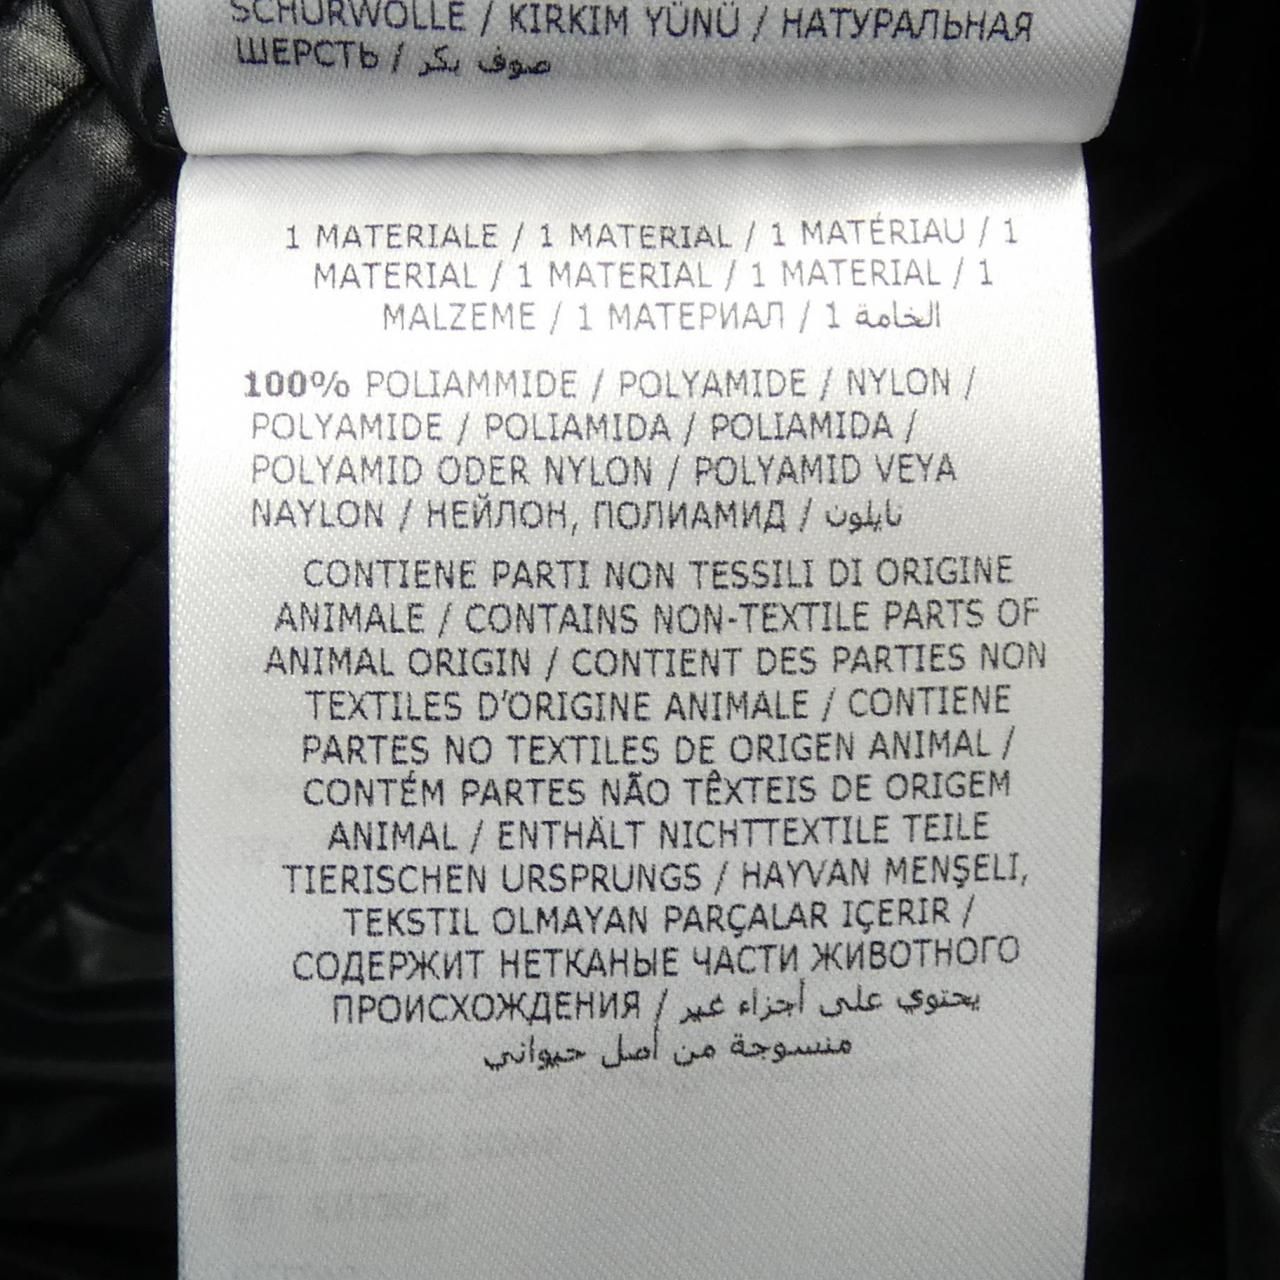 SCHURWOLLE / KIRKIM YÜNÜ / НАТУРАЛЬНАЯ
ШЕРСТЬ / صوف بكر
1 MATERIALE / 1 MATERIAL / 1 MATÉRIAU / 1
MATERIAL / 1 MATERIAL / 1 MATERIAL / 1
MALZEME / 1 МАТЕРИАЛ / 1 الخامة
100% POLIAMMIDE / POLYAMIDE / NYLON /
POLYAMIDE / POLIAMIDA / POLIAMIDA /
POLYAMID ODER NYLON / POLYAMID VEYA
NAYLON / НЕЙЛОН, ПОЛИАМИД / نايلون
CONTIENE PARTI NON TESSILI DI ORIGINE
ANIMALE / CONTAINS NON-TEXTILE PARTS OF
ANIMAL ORIGIN / CONTIENT DES PARTIES NON
TEXTILES D'ORIGINE ANIMALE / CONTIENE
PARTES NO TEXTILES DE ORIGEN ANIMAL /
CONTÉM PARTES NÃO TÊXTEIS DE ORIGEM
ANIMAL / ENTHÄLT NICHTTEXTILE TEILE
TIERISCHEN URSPRUNGS / HAYVAN MENŞELI,
TEKSTIL OLMAYAN PARÇALAR IÇERIR /
СОДЕРЖИТ НЕТКАНЫЕ ЧАСТИ ЖИВОТНОГО
ПРОИСХОЖДЕНИЯ / يحتوي على أجزاء غير
منسوجة من أصل حيواني